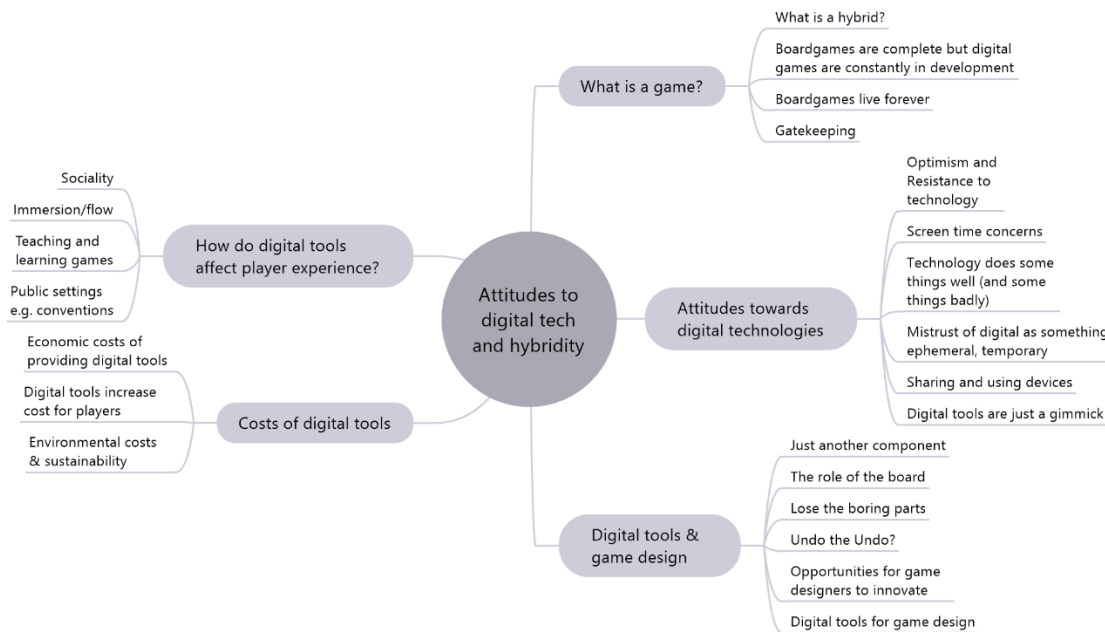 Attitudes to
digital tech
and hybridity
What is a game?
What is a hybrid?
Boardgames are complete but digital
games are constantly in development
Boardgames live forever
Gatekeeping
Attitudes towards
digital technologies
Optimism and
Resistance to
technology
Screen time concerns
Technology does some
things well (and some
things badly)
Mistrust of digital as something
ephemeral, temporary
Sharing and using devices
Digital tools are just a gimmick
Digital tools &
game design
Just another component
The role of the board
Lose the boring parts
Undo the Undo?
Opportunities for game
designers to innovate
Digital tools for game design
How do digital tools
affect player experience?
Sociality
Immersion/flow
Teaching and
learning games
Public settings
e.g. conventions
Costs of digital tools
Economic costs of
providing digital tools
Digital tools increase
cost for players
Environmental costs
& sustainability